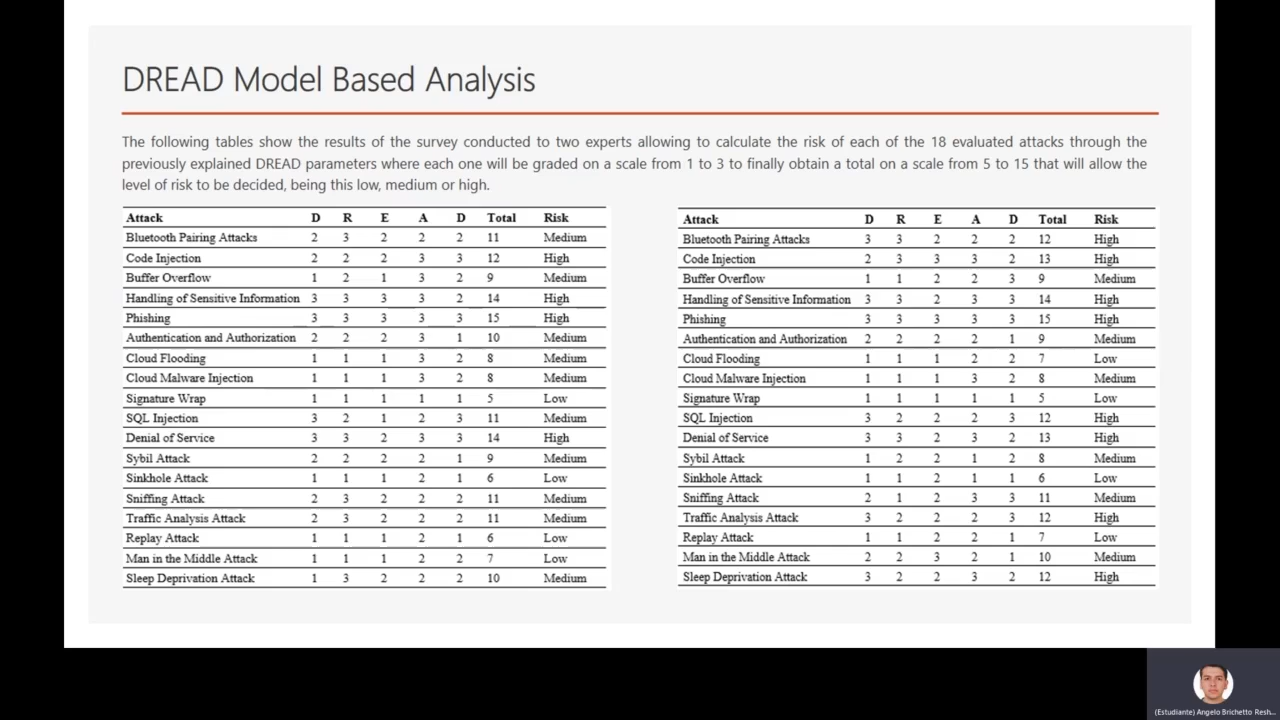 DREAD Model Based Analysis
The following tables show the results of the survey conducted to two experts allowing to calculate the risk of each of the 18 evaluated attacks through the
previously explained DREAD parameters where each one will be graded on a scale from 1 to 3 to finally obtain a total on a scale from 5 to 15 that will allow the
level of risk to be decided, being this low, medium or high.
Attack D R E A D Total Risk
Bluetooth Pairing Attacks 2 3 2 2 2 11 Medium
Code Injection 2 2 2 3 3 12 High
Buffer Overflow 1 2 1 3 2 9 Medium
Handling of Sensitive Information 3 3 3 3 2 14 High
Phishing 3 3 3 3 3 15 High
Authentication and Authorization 2 2 2 3 1 10 Medium
Cloud Flooding 1 1 1 3 2 8 Medium
Cloud Malware Injection 1 1 1 3 2 8 Medium
Signature Wrap 1 1 1 1 1 5 Low
SQL Injection 3 2 1 2 3 11 Medium
Denial of Service 3 3 2 3 3 14 High
Sybil Attack 2 2 2 2 1 9 Medium
Sinkhole Attack 1 1 1 2 1 6 Low
Sniffing Attack 2 3 2 2 2 11 Medium
Traffic Analysis Attack 2 3 2 2 2 11 Medium
Replay Attack 1 1 1 2 1 6 Low
Man in the Middle Attack 1 1 1 2 2 7 Low
Sleep Deprivation Attack 1 3 2 2 2 10 Medium
Attack D R E A D Total Risk
Bluetooth Pairing Attacks 3 3 2 2 2 12 High
Code Injection 2 3 3 3 2 13 High
Buffer Overflow 1 1 2 2 3 9 Medium
Handling of Sensitive Information 3 3 2 3 3 14 High
Phishing 3 3 3 3 3 15 High
Authentication and Authorization 2 2 2 2 1 9 Medium
Cloud Flooding 1 1 1 2 2 7 Low
Cloud Malware Injection 1 1 1 3 2 8 Medium
Signature Wrap 1 1 1 1 1 5 Low
SQL Injection 3 2 2 2 3 12 High
Denial of Service 3 3 2 3 2 13 High
Sybil Attack 1 2 2 1 2 8 Medium
Sinkhole Attack 1 1 2 1 1 6 Low
Sniffing Attack 2 1 2 3 3 11 Medium
Traffic Analysis Attack 3 2 2 2 3 12 High
Replay Attack 1 1 2 2 1 7 Low
Man in the Middle Attack 2 2 3 2 1 10 Medium
Sleep Deprivation Attack 3 2 2 3 2 12 High
(Estudiante) Angelo Brichetto Resh...